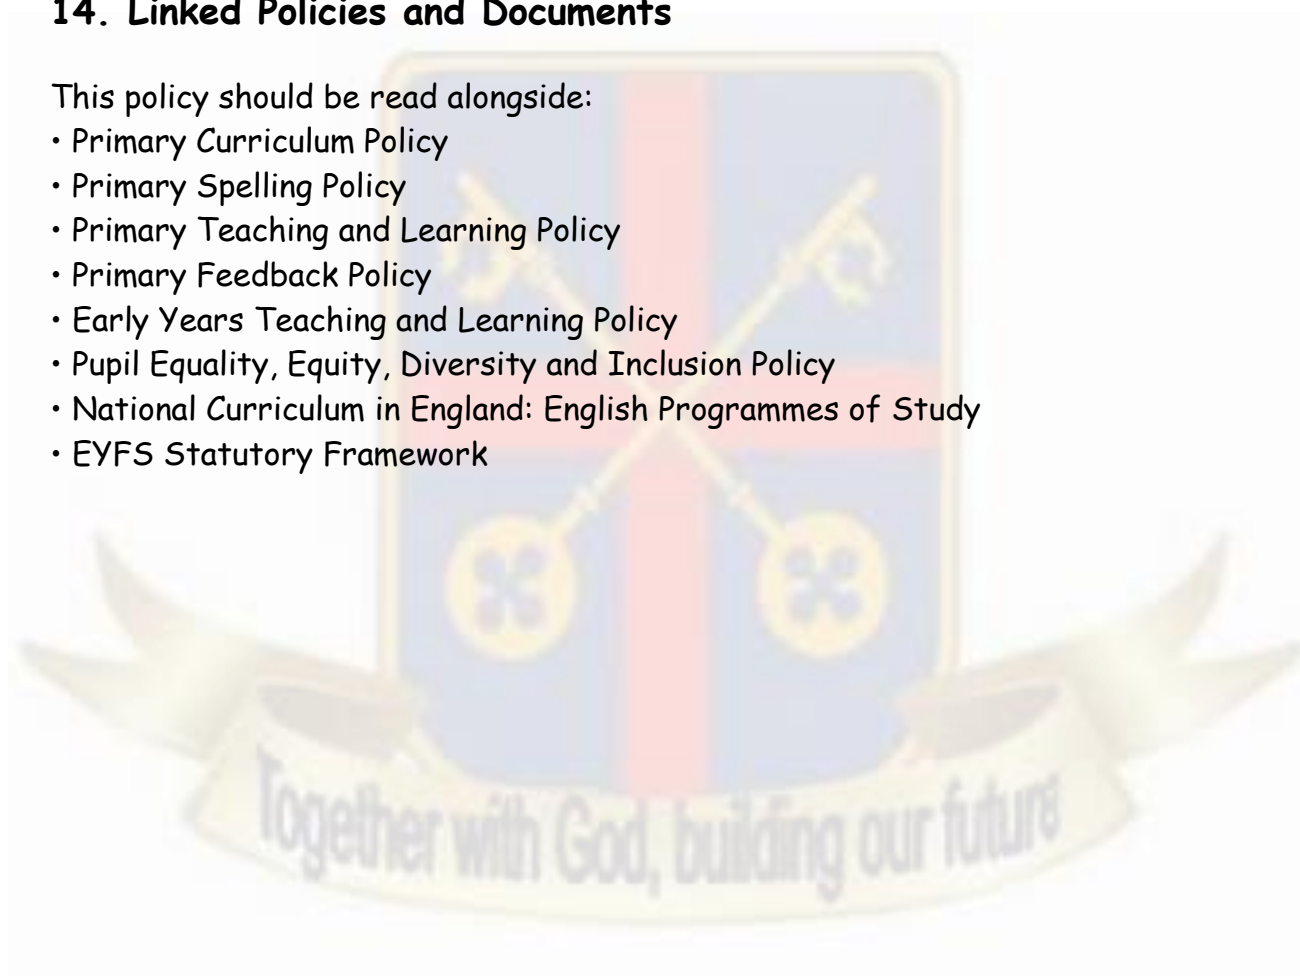 14. Linked Policies and Documents
This policy should be read alongside:
• Primary Curriculum Policy
• Primary Spelling Policy
• Primary Teaching and Learning Policy
• Primary Feedback Policy
• Early Years Teaching and Learning Policy
• Pupil Equality, Equity, Diversity and Inclusion Policy
• National Curriculum in England: English Programmes of Study
• EYFS Statutory Framework
Together with God, building our future